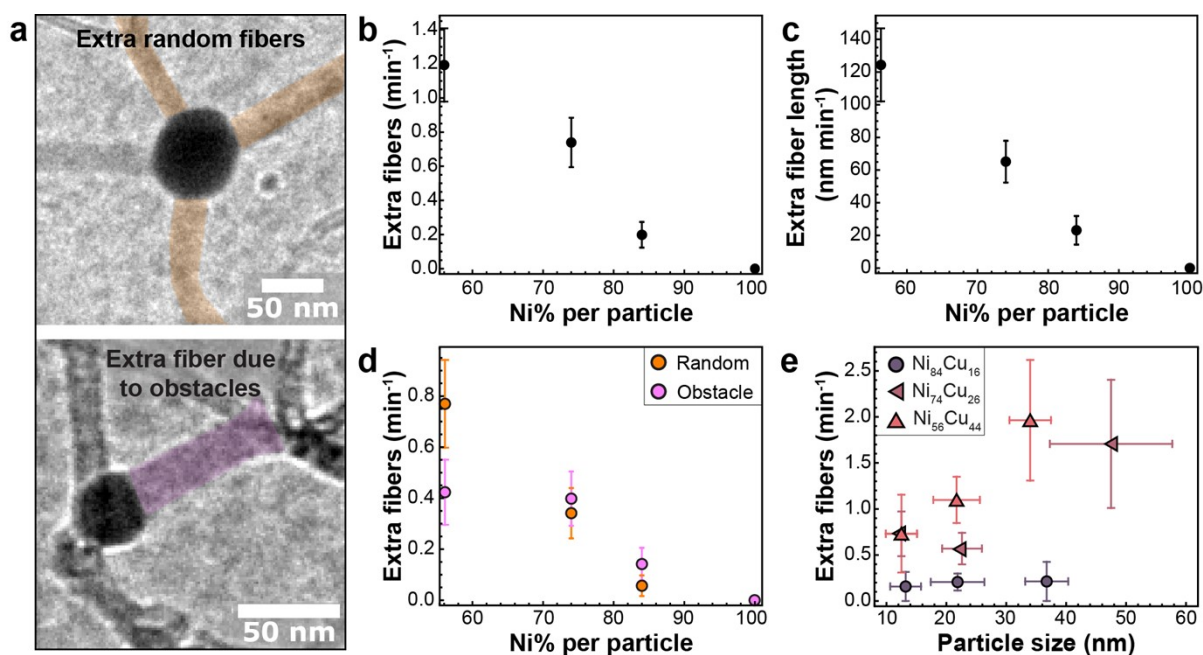 a
Extra random fibers
50 nm
Extra fiber due
to obstacles
50 nm
b
Extra fibers (min⁻¹)
1.4
1.2
1.0
0.8
0.6
0.4
0.2
0.0
60 70 80 90 100
Ni% per particle
c
Extra fiber length
(nm min⁻¹)
140
120
100
80
60
40
20
0
60 70 80 90 100
Ni% per particle
d
Extra fibers (min⁻¹)
Random
Obstacle
0.8
0.6
0.4
0.2
0.0
60 70 80 90 100
Ni% per particle
e
Extra fibers (min⁻¹)
Ni₈₄Cu₁₆
Ni₇₄Cu₂₆
Ni₅₆Cu₄₄
2.5
2.0
1.5
1.0
0.5
0.0
10 20 30 40 50 60
Particle size (nm)